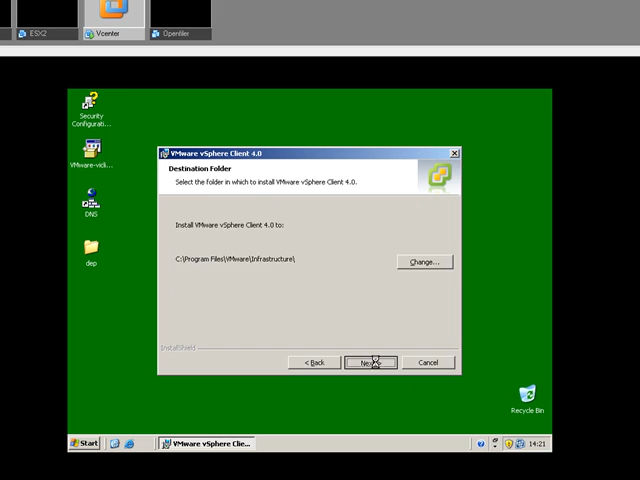 ESX2
Vcenter
Openfiler
Security
Configurati...
VMware-vicli...
DNS
dep
VMware vSphere Client 4.0
Destination Folder
Select the folder in which to install VMware vSphere Client 4.0.
Install VMware vSphere Client 4.0 to:
C:\Program Files\VMware\Infrastructure\
Change...
InstallShield
< Back
Cancel
Recycle Bin
Start
VMware vSphere Clie...
14:21